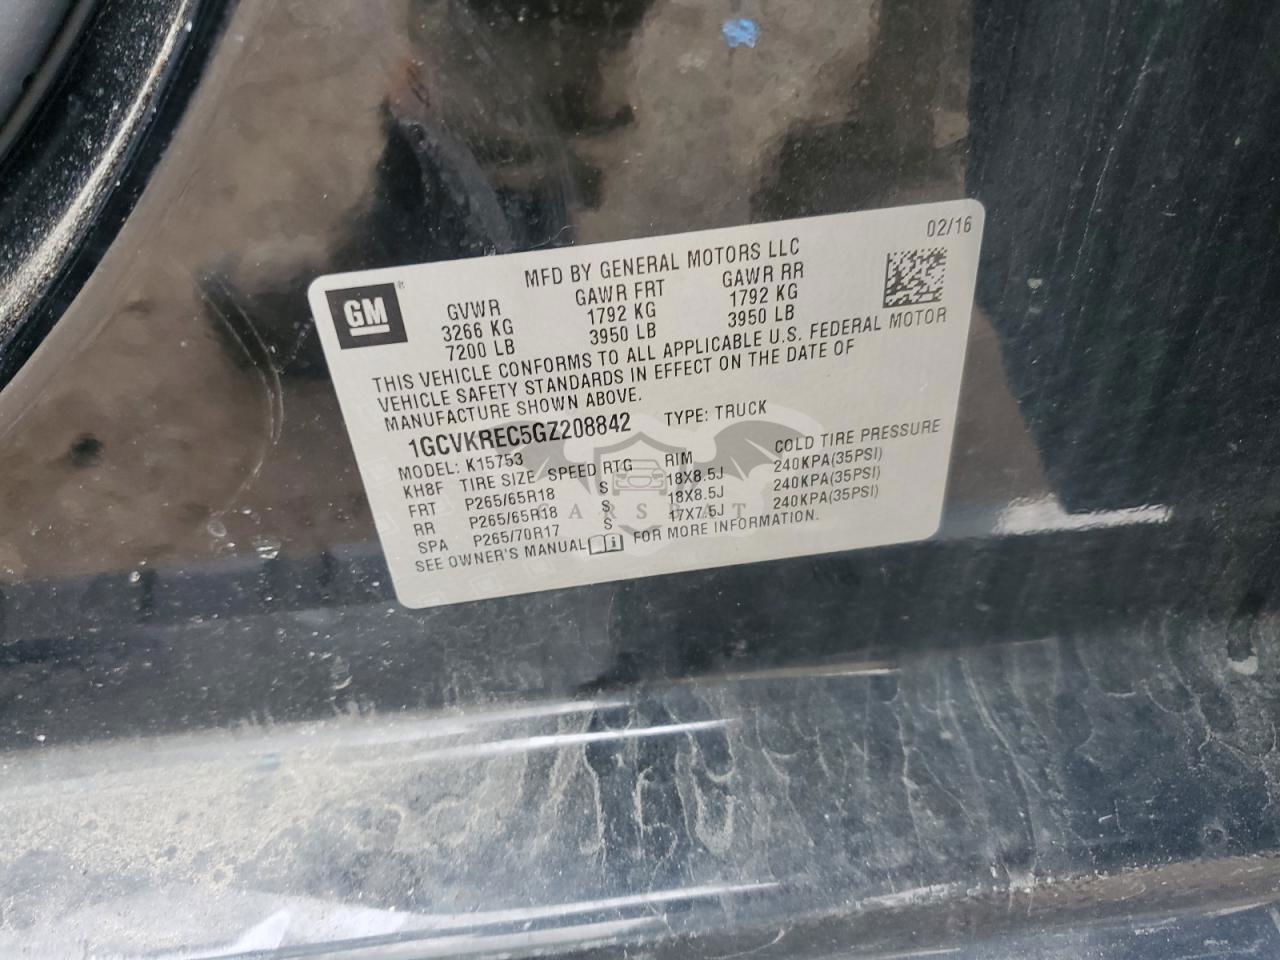 02/16
MFD BY GENERAL MOTORS LLC
GM
GVWR GAWR FRT GAWR RR
3266 KG 1792 KG 1792 KG
7200 LB 3950 LB 3950 LB
THIS VEHICLE CONFORMS TO ALL APPLICABLE U.S. FEDERAL MOTOR
VEHICLE SAFETY STANDARDS IN EFFECT ON THE DATE OF
MANUFACTURE SHOWN ABOVE.
1GCVKREC5GZ208842 TYPE: TRUCK
MODEL: K15753
KH8F TIRE SIZE SPEED RTG RIM COLD TIRE PRESSURE
FRT P265/65R18 S 18X8.5J 240KPA(35PSI)
RR P265/65R18 S 18X8.5J 240KPA(35PSI)
SPA P265/70R17 S 17X7.5J 240KPA(35PSI)
SEE OWNER'S MANUAL FOR MORE INFORMATION.